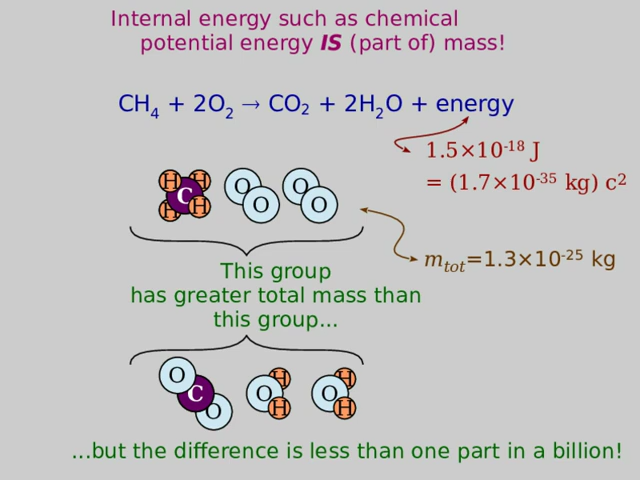 Internal energy such as chemical
potential energy IS (part of) mass!
CH₄ + 2O₂ → CO₂ + 2H₂O + energy
1.5×10⁻¹⁸ J
= (1.7×10⁻³⁵ kg) c²
H H O O
C
H H O O
m_tot=1.3×10⁻²⁵ kg
This group
has greater total mass than
this group...
O H H
C O O
O H H
...but the difference is less than one part in a billion!